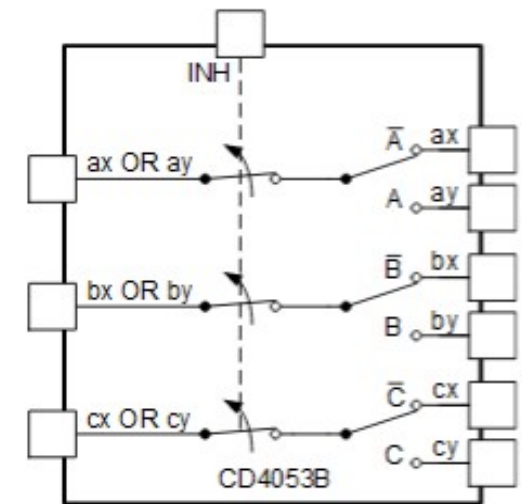 INH
ax OR ay
A̅ ax
A ay
bx OR by
B̅ bx
B by
cx OR cy
C̅ cx
C cy
CD4053B